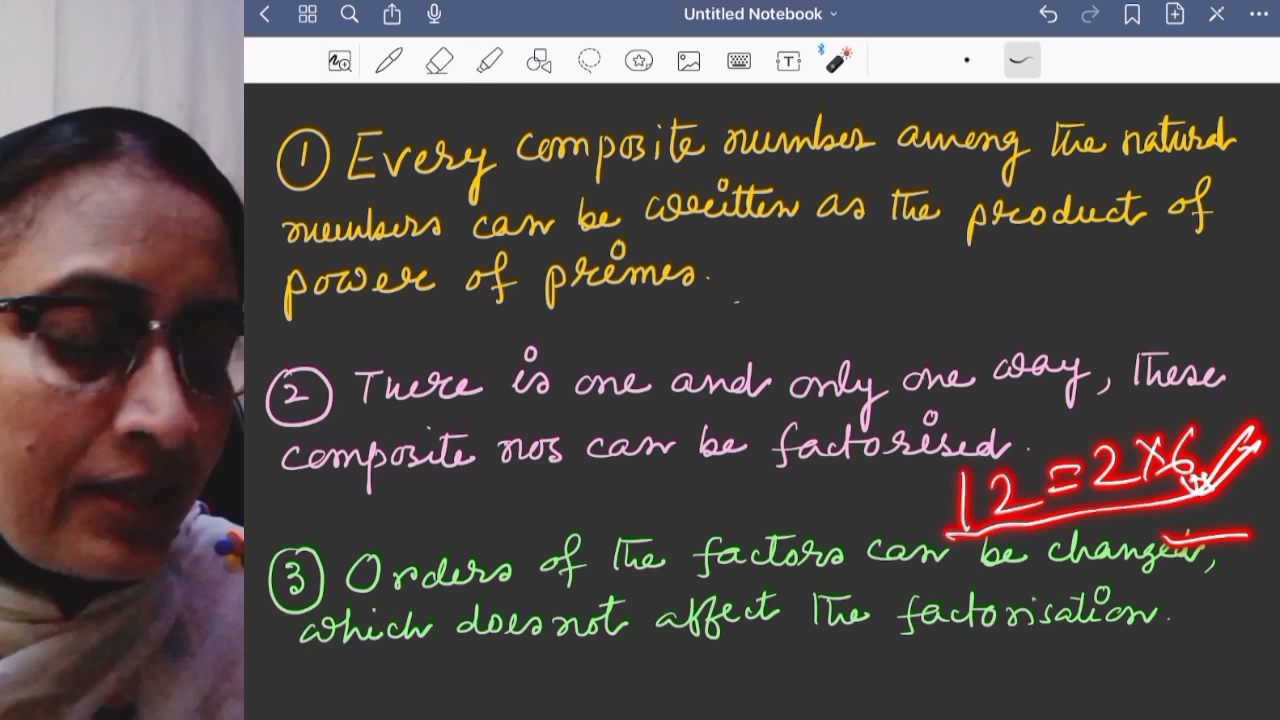 Untitled Notebook
T
① Every composite number among the natural
numbers can be written as the product of
power of primes.
② There is one and only one way, these
composite nos can be factorised.
12 = 2×6
③ Orders of the factors can be changed,
which does not affect the factorisation.